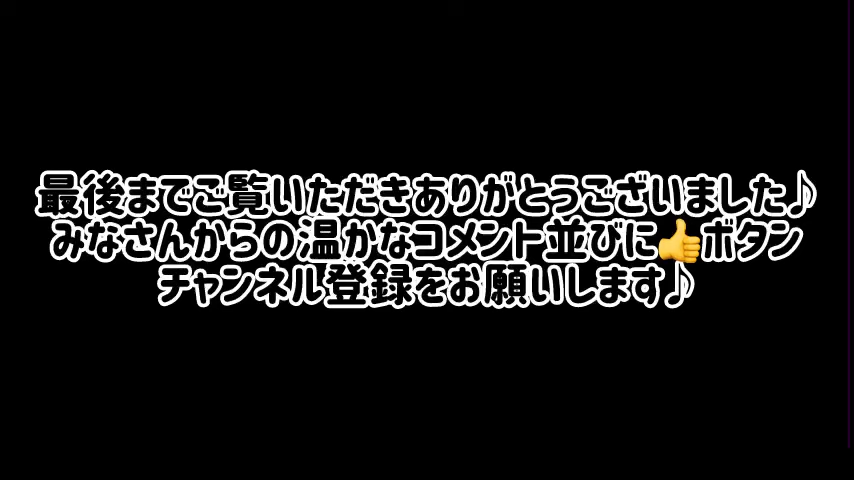 最後までご覧いただきありがとうございました♪
みなさんからの温かなコメント並びに👍ボタン
チャンネル登録をお願いします♪